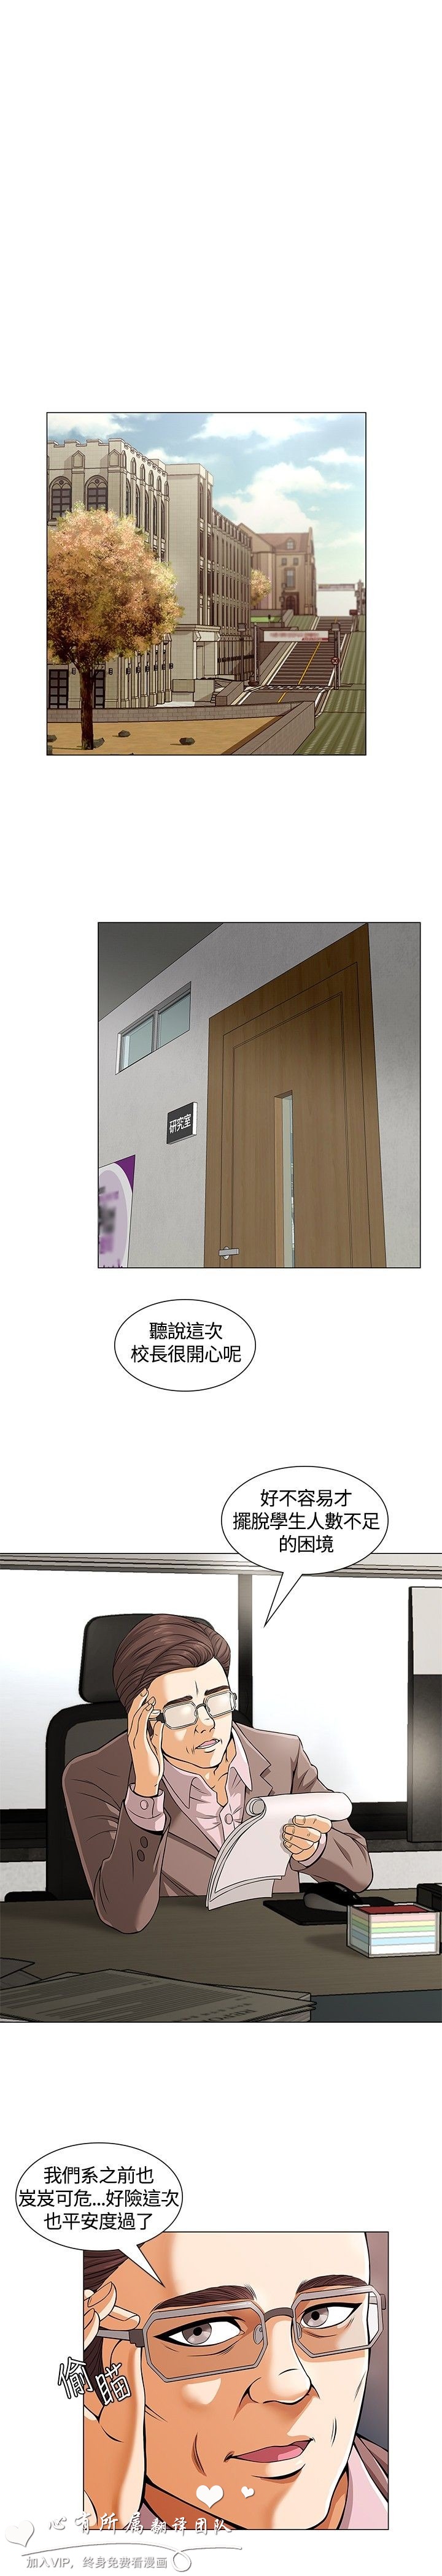 研究室
聽說這次
校長很開心呢
好不容易才
擺脫學生人數不足
的困境
我們系之前也
岌岌可危...好險這次
也平安度過了
偷瞄
心有所属翻译团队
加入VIP，终身免费看漫画